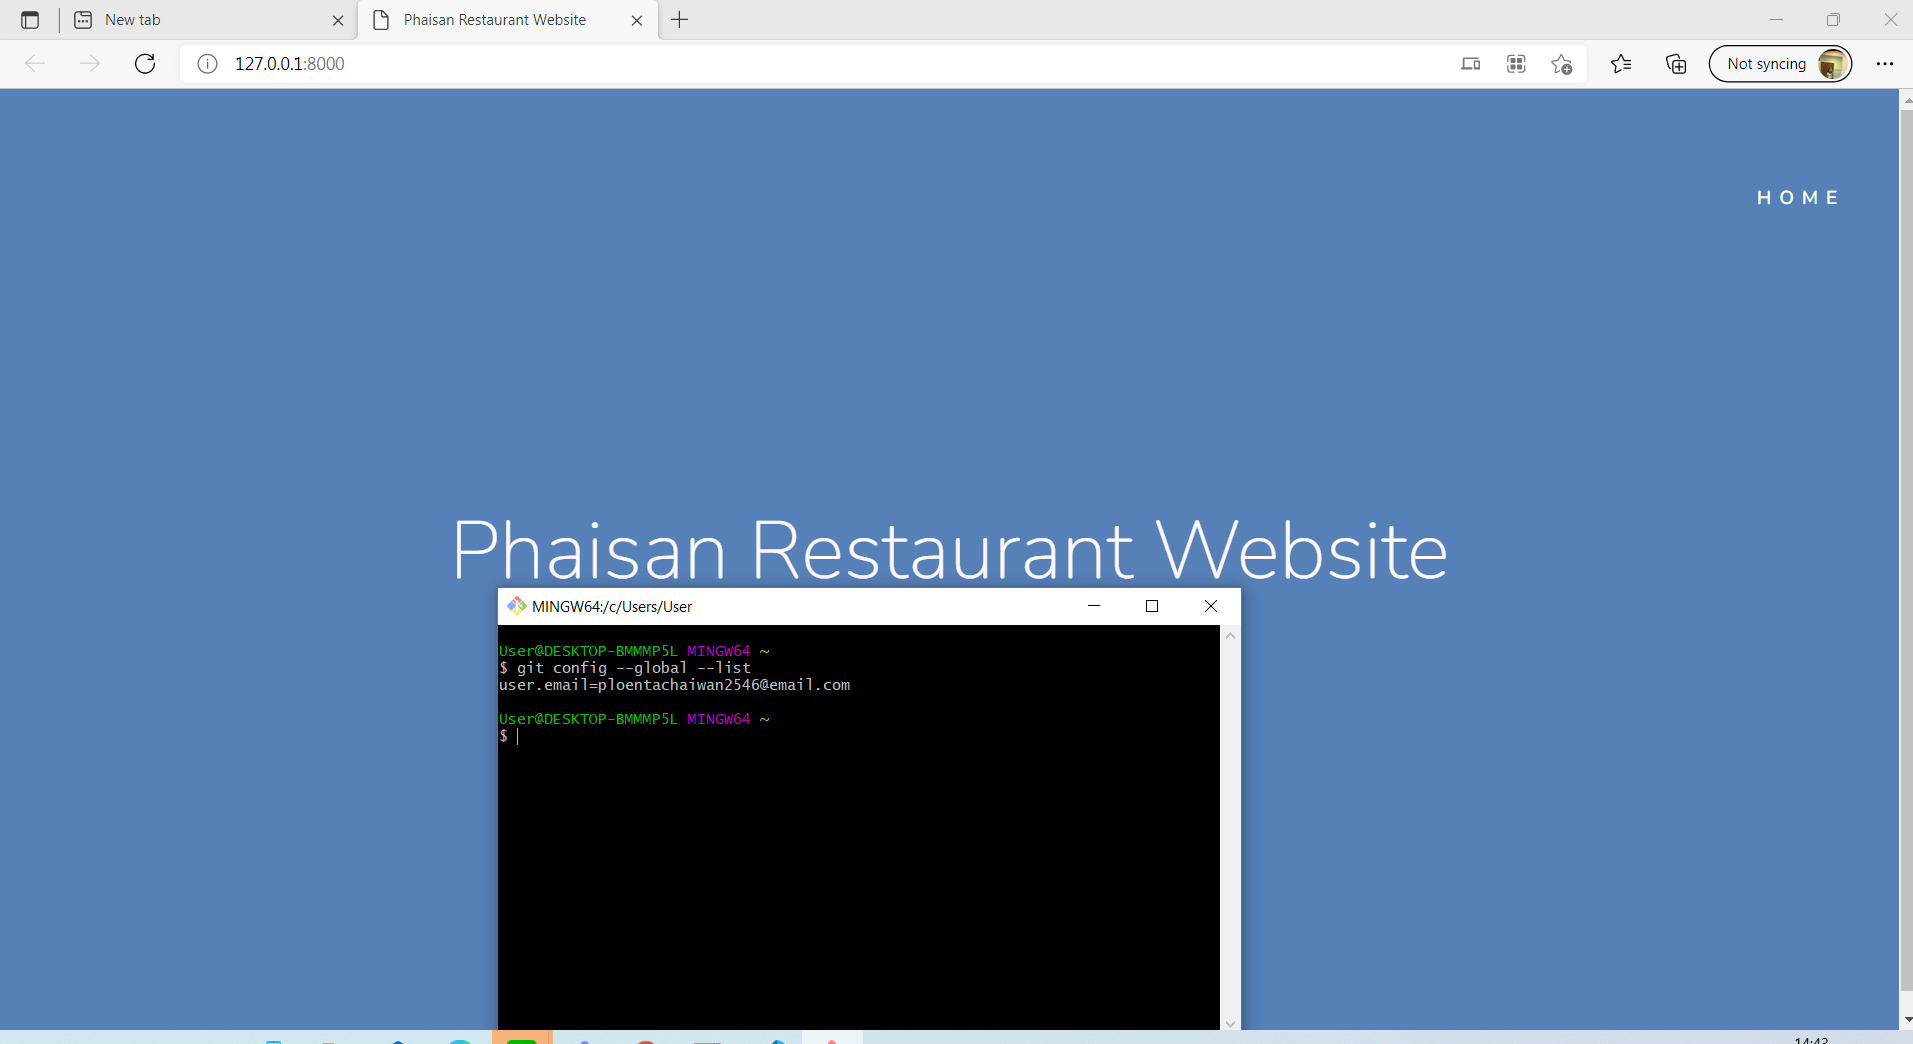 New tab
Phaisan Restaurant Website
127.0.0.1:8000
Not syncing
HOME
Phaisan Restaurant Website
MINGW64:/c/Users/User
User@DESKTOP-BMMMP5L MINGW64 ~
$ git config --global --list
user.email=ploentachaiwan2546@email.com
User@DESKTOP-BMMMP5L MINGW64 ~
$